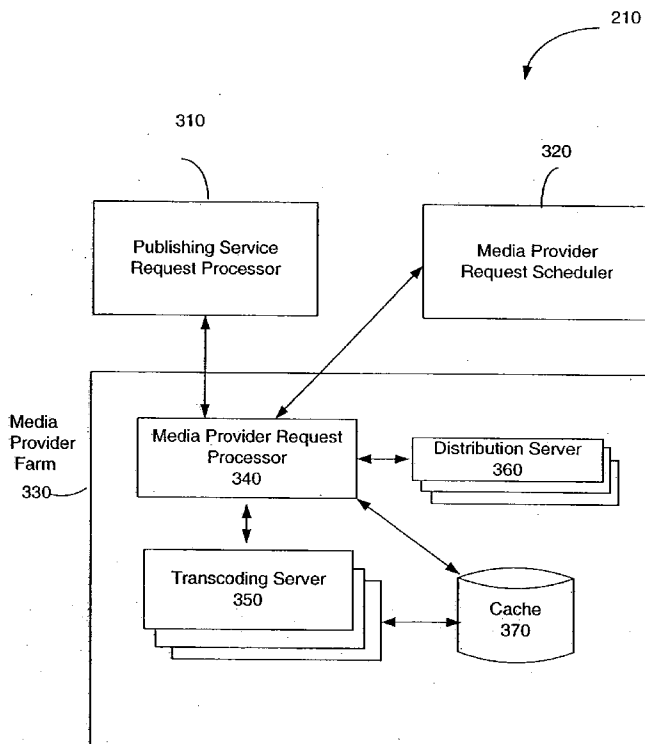 210
310
320
Publishing Service
Request Processor
Media Provider
Request Scheduler
Media
Provider
Farm
330
Media Provider Request
Processor
340
Distribution Server
360
Transcoding Server
350
Cache
370